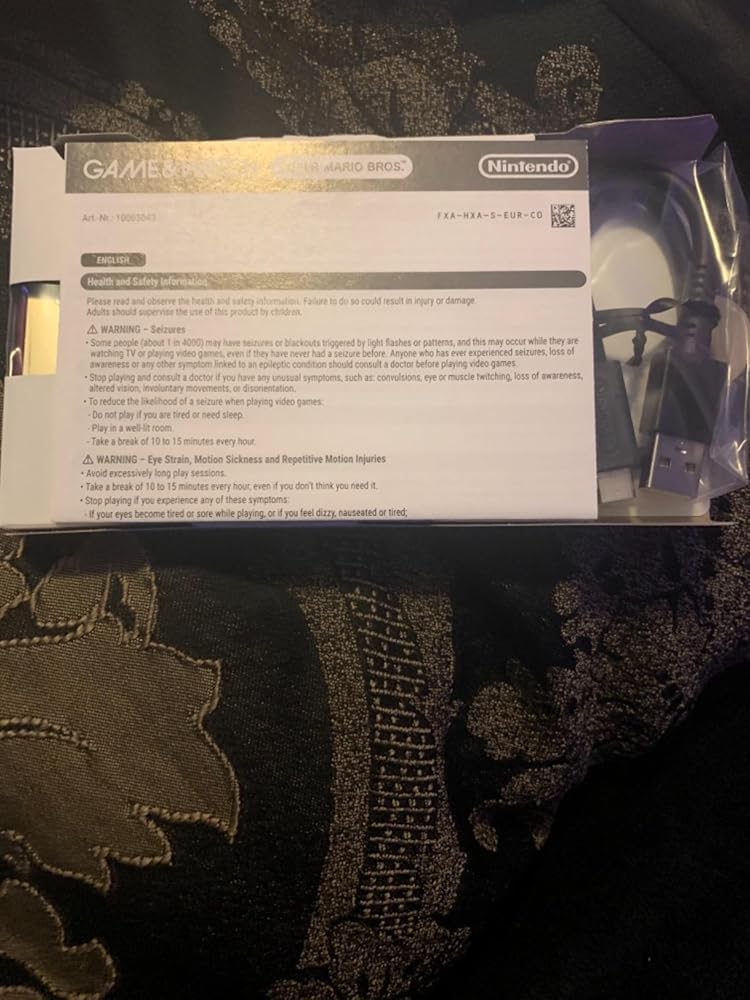 GAME & WATCH SUPER MARIO BROS.™ Nintendo
Art.-Nr.: FXA-HXA-S-EUR-C0
ENGLISH
Health and Safety Information
Please read and observe the health and safety information. Failure to do so could result in injury or damage.
Adults should supervise the use of this product by children.
⚠ WARNING – Seizures
• Some people (about 1 in 4000) may have seizures or blackouts triggered by light flashes or patterns, and this may occur while they are
watching TV or playing video games, even if they have never had a seizure before. Anyone who has ever experienced seizures, loss of
awareness or any other symptom linked to an epileptic condition should consult a doctor before playing video games.
• Stop playing and consult a doctor if you have any unusual symptoms, such as: convulsions, eye or muscle twitching, loss of awareness,
altered vision, involuntary movements, or disorientation.
• To reduce the likelihood of a seizure when playing video games:
- Do not play if you are tired or need sleep.
- Play in a well-lit room.
- Take a break of 10 to 15 minutes every hour.
⚠ WARNING – Eye Strain, Motion Sickness and Repetitive Motion Injuries
• Avoid excessively long play sessions.
• Take a break of 10 to 15 minutes every hour, even if you don't think you need it.
• Stop playing if you experience any of these symptoms:
- If your eyes become tired or sore while playing, or if you feel dizzy, nauseated or tired;